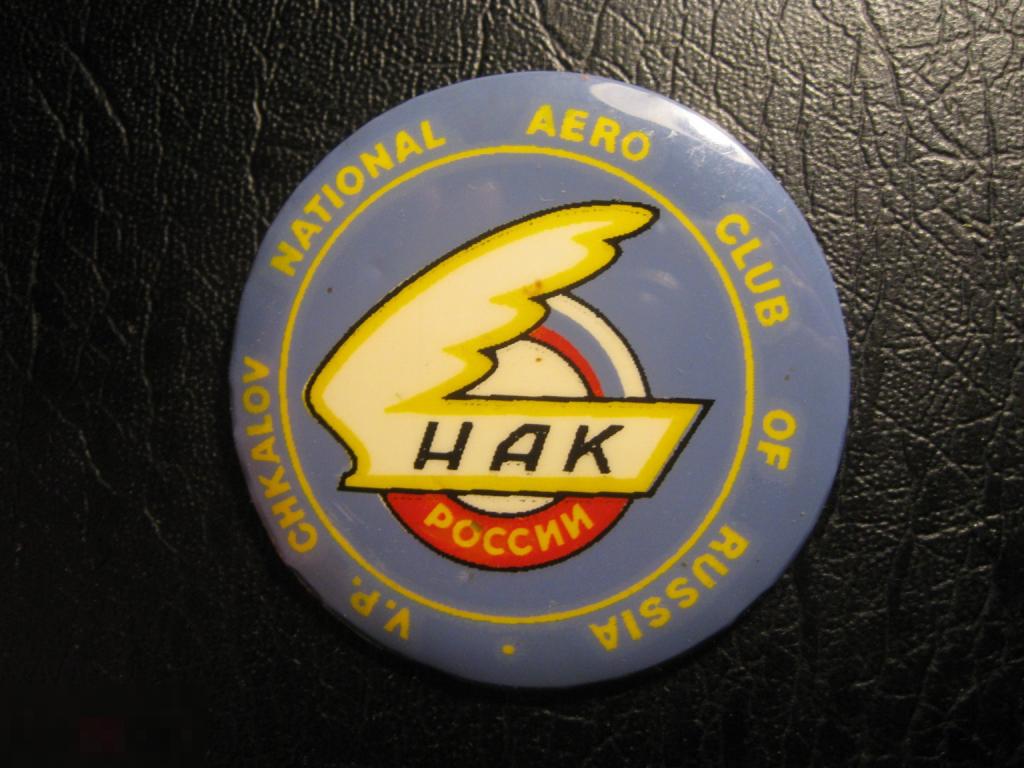 V.P. CHKALOV NATIONAL AERO CLUB OF RUSSIA
НАК
РОССИИ